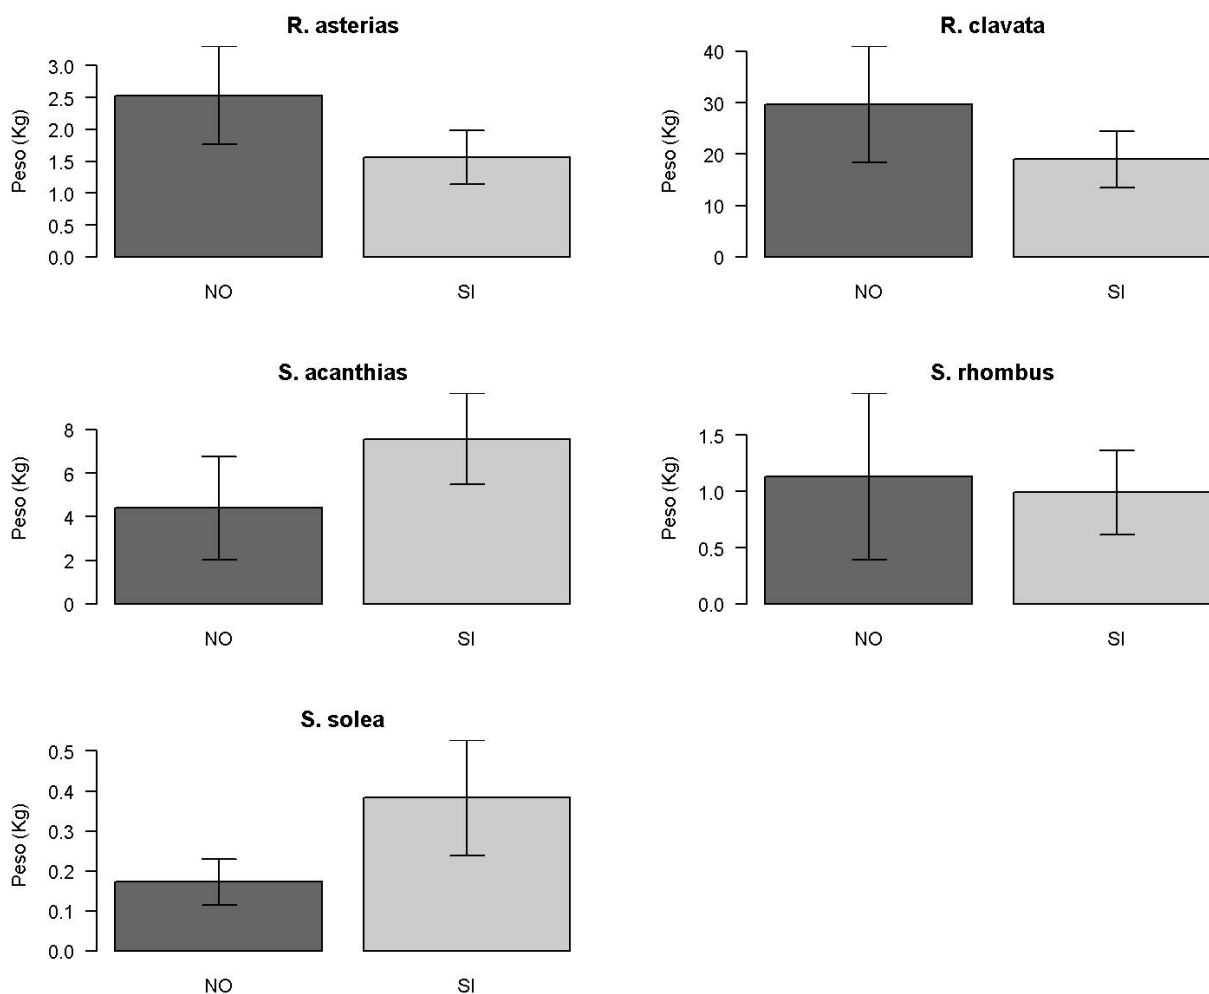 R. asterias
Peso (Kg)
3.0
2.5
2.0
1.5
1.0
0.5
0.0
NO
SI
R. clavata
Peso (Kg)
40
30
20
10
0
NO
SI
S. acanthias
Peso (Kg)
8
6
4
2
0
NO
SI
S. rhombus
Peso (Kg)
1.5
1.0
0.5
0.0
NO
SI
S. solea
Peso (Kg)
0.5
0.4
0.3
0.2
0.1
0.0
NO
SI